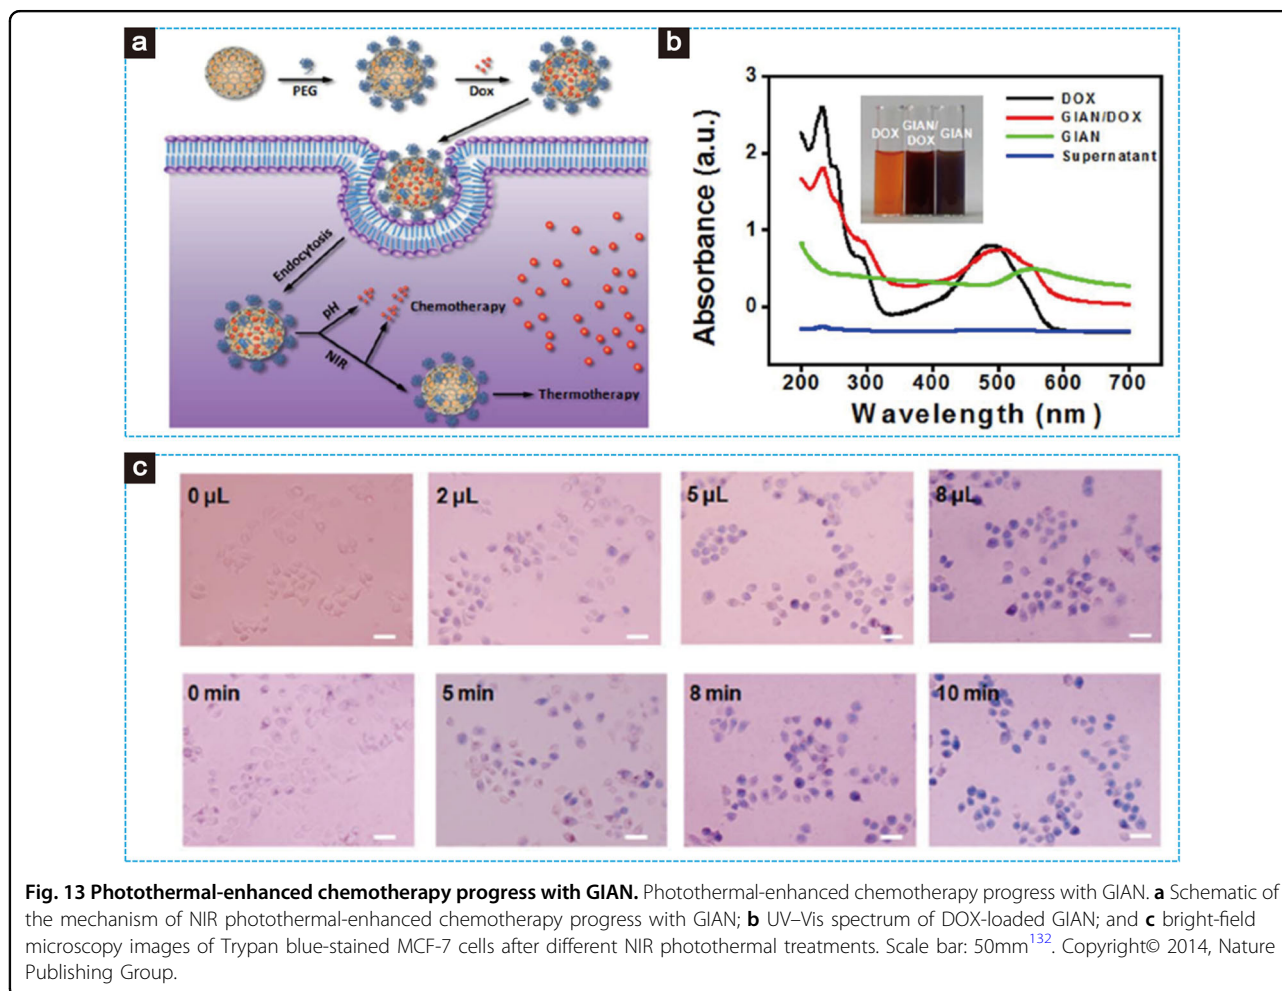 a
PEG
Dox
Endocytosis
pH
Chemotherapy
NIR
Thermotherapy
b
Absorbance (a.u.)
3
2
1
0
200 300 400 500 600 700
Wavelength (nm)
DOX
GIAN/DOX
GIAN
Supernatant
DOX GIAN/DOX GIAN
c
0 µL 2 µL 5 µL 8 µL
0 min 5 min 8 min 10 min
Fig. 13 Photothermal-enhanced chemotherapy progress with GIAN. Photothermal-enhanced chemotherapy progress with GIAN. a Schematic of
the mechanism of NIR photothermal-enhanced chemotherapy progress with GIAN; b UV–Vis spectrum of DOX-loaded GIAN; and c bright-field
microscopy images of Trypan blue-stained MCF-7 cells after different NIR photothermal treatments. Scale bar: 50mm132. Copyright© 2014, Nature
Publishing Group.